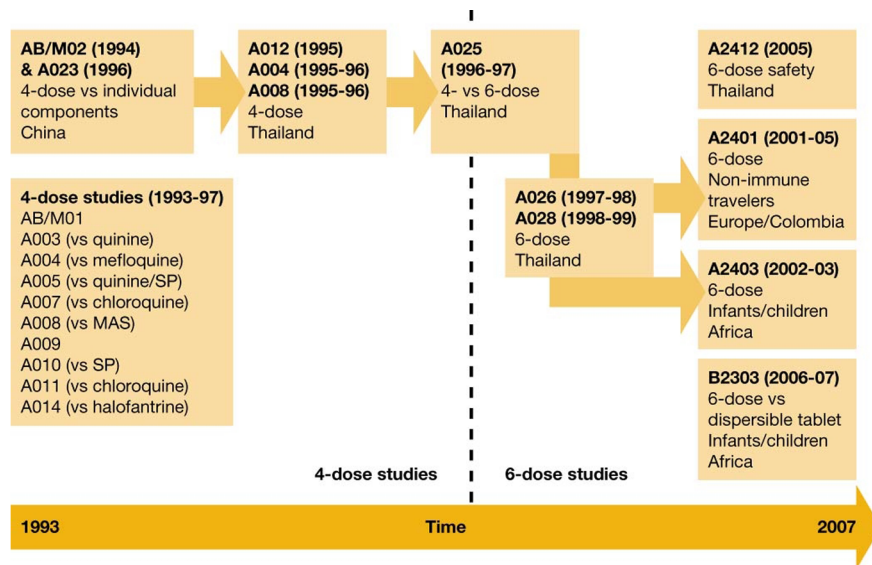 AB/M02 (1994)
& A023 (1996)
4-dose vs individual
components
China
A012 (1995)
A004 (1995-96)
A008 (1995-96)
4-dose
Thailand
A025
(1996-97)
4- vs 6-dose
Thailand
A2412 (2005)
6-dose safety
Thailand
A2401 (2001-05)
6-dose
Non-immune
travelers
Europe/Colombia
4-dose studies (1993-97)
AB/M01
A003 (vs quinine)
A004 (vs mefloquine)
A005 (vs quinine/SP)
A007 (vs chloroquine)
A008 (vs MAS)
A009
A010 (vs SP)
A011 (vs chloroquine)
A014 (vs halofantrine)
A026 (1997-98)
A028 (1998-99)
6-dose
Thailand
A2403 (2002-03)
6-dose
Infants/children
Africa
B2303 (2006-07)
6-dose vs
dispersible tablet
Infants/children
Africa
4-dose studies
6-dose studies
1993
Time
2007